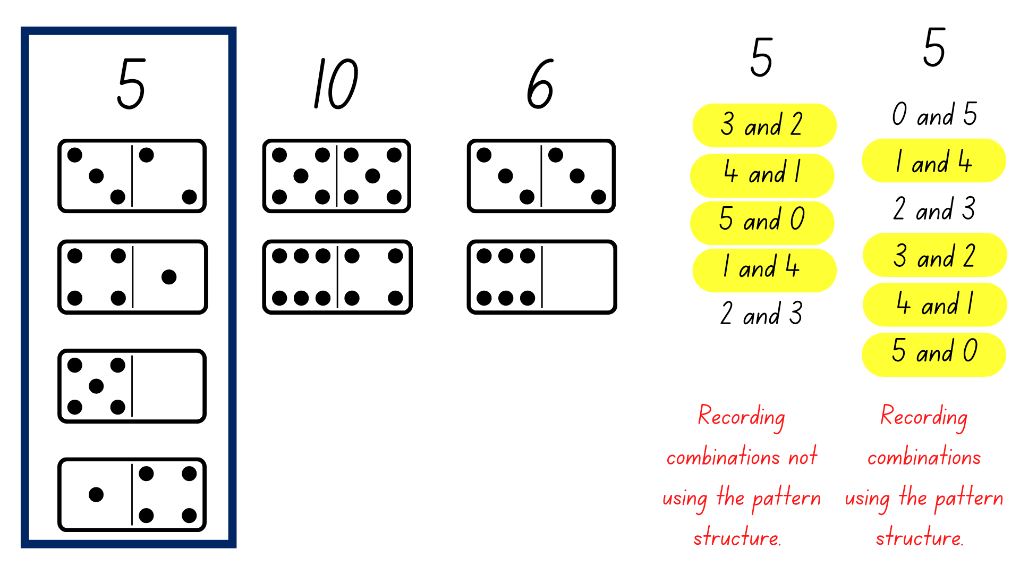 5
10
6
5
3 and 2
4 and 1
5 and 0
1 and 4
2 and 3
Recording
combinations not
using the pattern
structure.
5
0 and 5
1 and 4
2 and 3
3 and 2
4 and 1
5 and 0
Recording
combinations
using the pattern
structure.